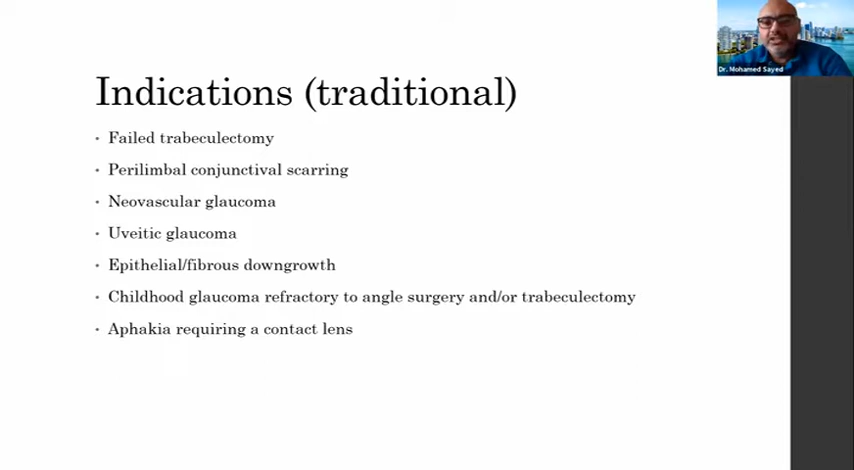 Dr. Mohamed Sayed
Indications (traditional)
• Failed trabeculectomy
• Perilimbal conjunctival scarring
• Neovascular glaucoma
• Uveitic glaucoma
• Epithelial/fibrous downgrowth
• Childhood glaucoma refractory to angle surgery and/or trabeculectomy
• Aphakia requiring a contact lens